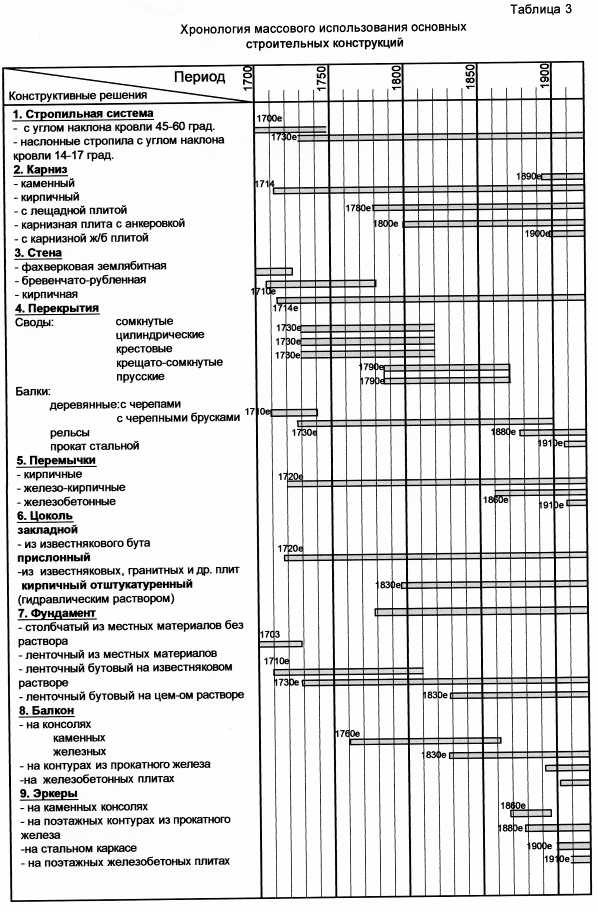 Таблица 3
Хронология массового использования основных
строительных конструкций
Период
Конструктивные решения
1700
1750
1800
1850
1900
1. Стропильная система
- с углом наклона кровли 45-60 град.
1700е
- наслонные стропила с углом наклона
1730е
кровли 14-17 град.
2. Карниз
1890е
- каменный
1714
- кирпичный
- с лещадной плитой
1780е
- карнизная плита с анкеровкой
1800е
- с карнизной ж/б плитой
1900е
3. Стена
- фахверковая землябитная
- бревенчато-рубленная
1710е
- кирпичная
1714е
4. Перекрытия
Своды: сомкнутые
1730е
цилиндрические
1730е
крестовые
1730е
крещато-сомкнутые
1790е
прусские
1790е
Балки:
деревянные:с черепами
1710е
с черепными брусками
1730е
рельсы
1880е
прокат стальной
1910е
5. Перемычки
- кирпичные
1720е
- железо-кирпичные
1860е
- железобетонные
1910е
6. Цоколь
закладной
- из известнякового бута
1720е
прислонный
-из известняковых, гранитных и др. плит
1830е
кирпичный отштукатуренный
(гидравлическим раствором)
7. Фундамент
- столбчатый из местных материалов без
раствора
1703
- ленточный из местных материалов
1710е
- ленточный бутовый на известняковом
растворе
1730е
- ленточный бутовый на цем-ом растворе
1830е
8. Балкон
- на консолях
каменных
1760е
железных
1830е
- на контурах из прокатного железа
-на железобетонных плитах
9. Эркеры
- на каменных консолях
1860е
- на поэтажных контурах из прокатного
железа
1880е
-на стальном каркасе
1900е
- на поэтажных железобетоных плитах
1910е